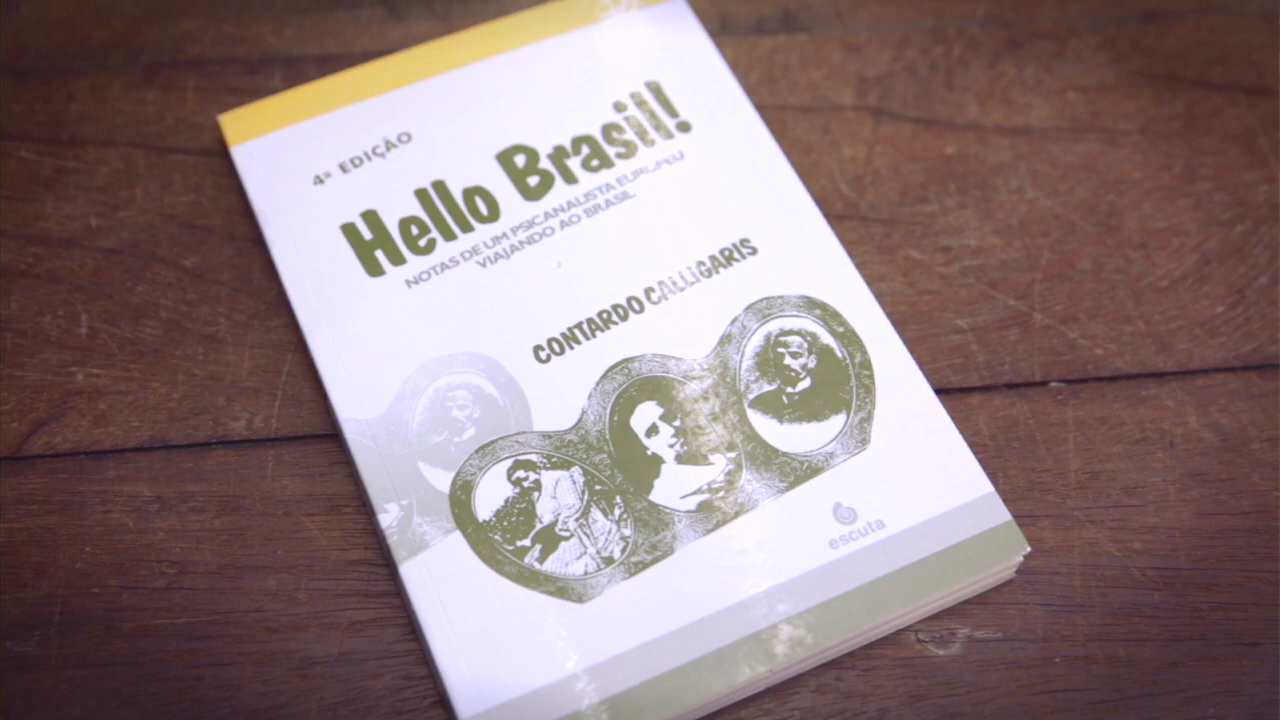 4ª EDIÇÃO
Hello Brasil!
NOTAS DE UM PSICANALISTA EUROPEU
VIAJANDO AO BRASIL
CONTARDO CALLIGARIS
escuta